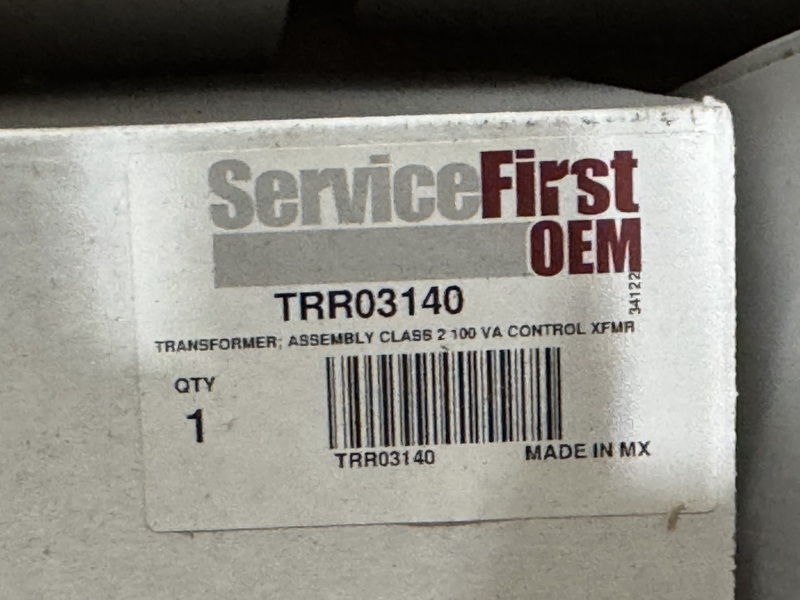 ServiceFirst
OEM
34122
TRR03140
TRANSFORMER; ASSEMBLY CLASS 2 100 VA CONTROL XFMR
QTY
1
TRR03140
MADE IN MX